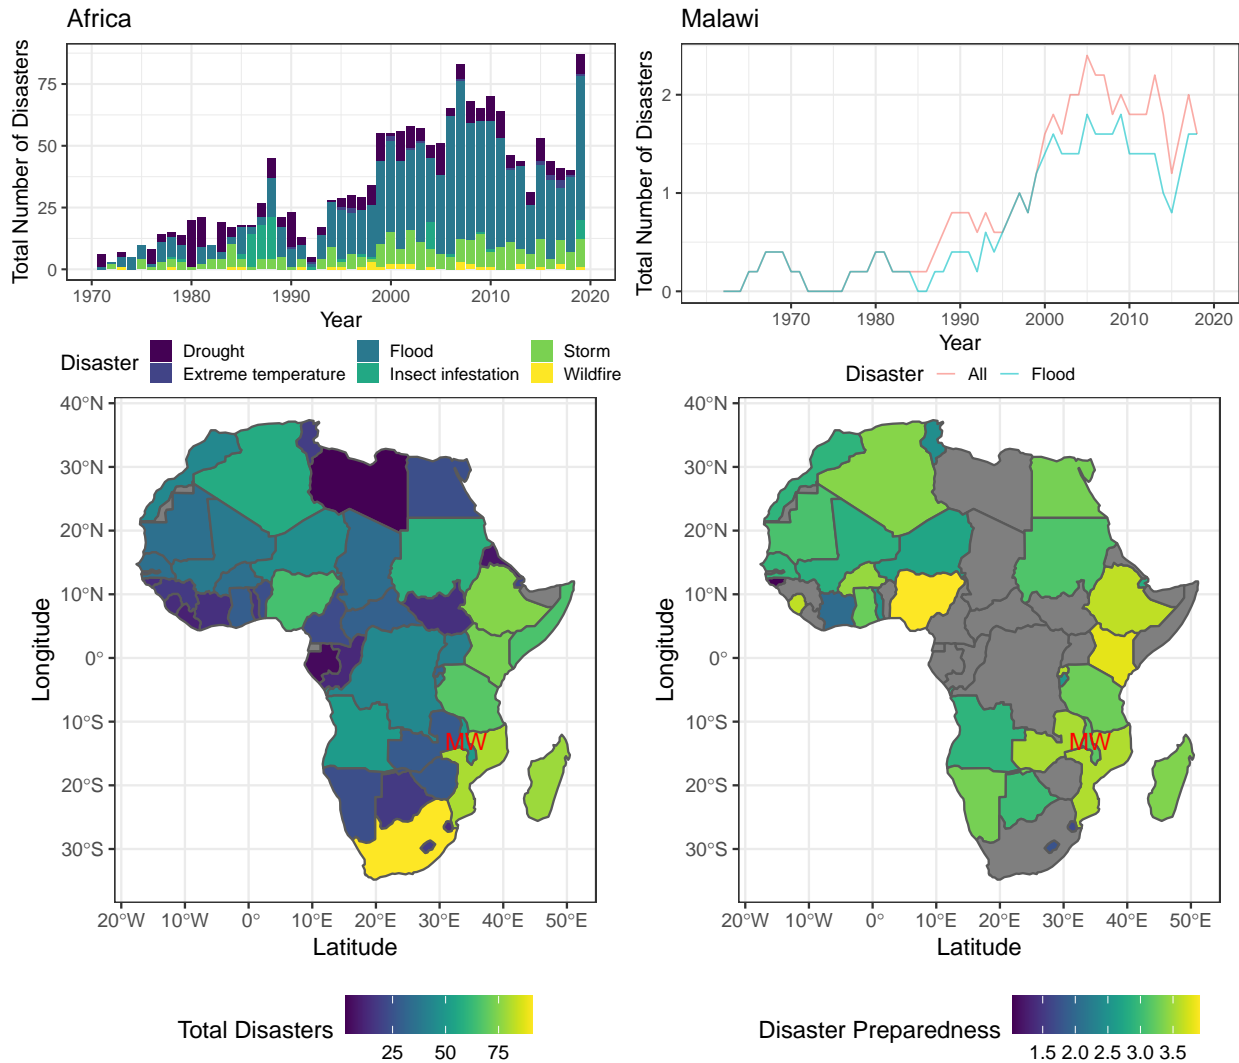 Africa
Total Number of Disasters
75
50
25
0
1970 1980 1990 2000 2010 2020
Year
Disaster
Drought Flood Storm
Extreme temperature Insect infestation Wildfire
Malawi
Total Number of Disasters
2
1
0
1970 1980 1990 2000 2010 2020
Year
Disaster All Flood
Longitude
40°N
30°N
20°N
10°N
0°
10°S
20°S
30°S
MW
20°W 10°W 0° 10°E 20°E 30°E 40°E 50°E
Latitude
Total Disasters
25 50 75
Longitude
40°N
30°N
20°N
10°N
0°
10°S
20°S
30°S
MW
20°W 10°W 0° 10°E 20°E 30°E 40°E 50°E
Latitude
Disaster Preparedness
1.5 2.0 2.5 3.0 3.5